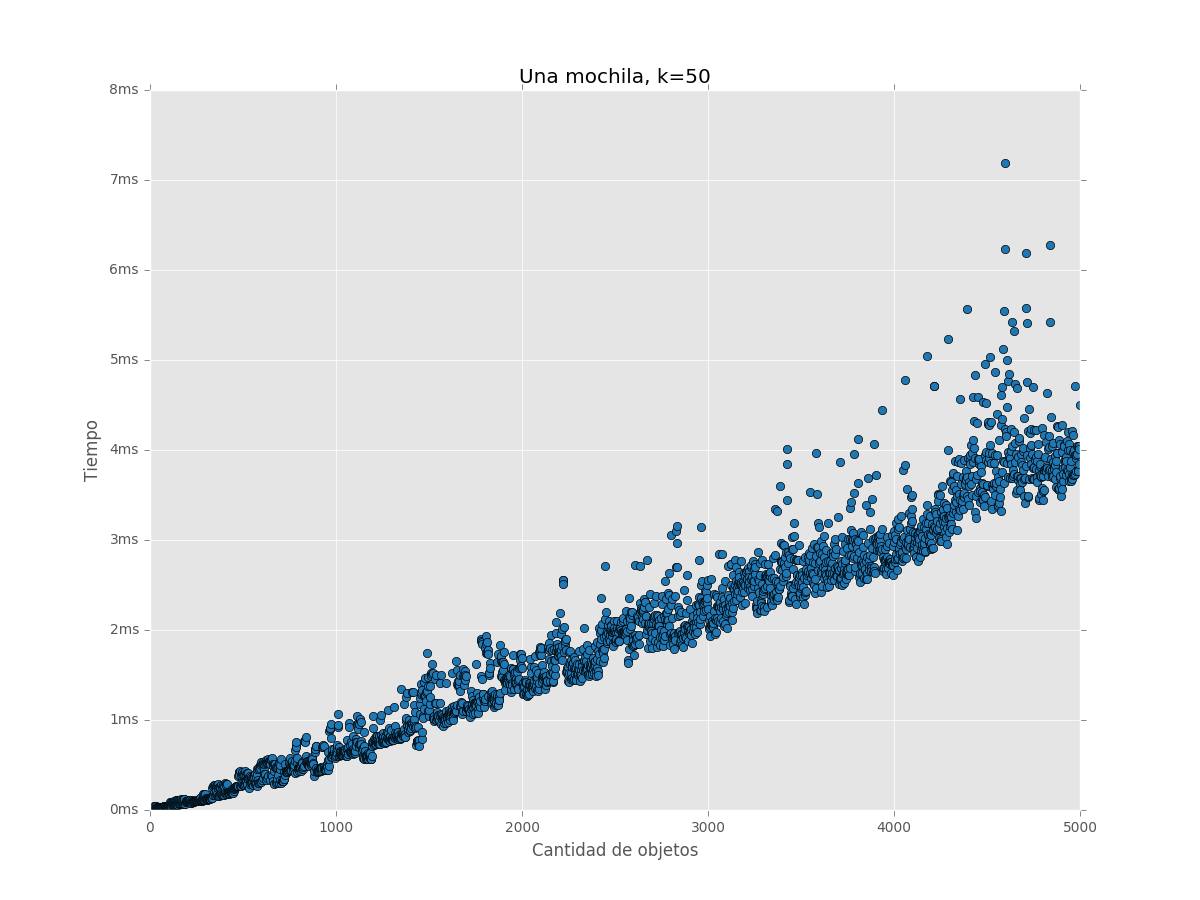 Una mochila, k=50
8ms
7ms
6ms
5ms
4ms
3ms
2ms
1ms
0ms
Tiempo
0 1000 2000 3000 4000 5000
Cantidad de objetos